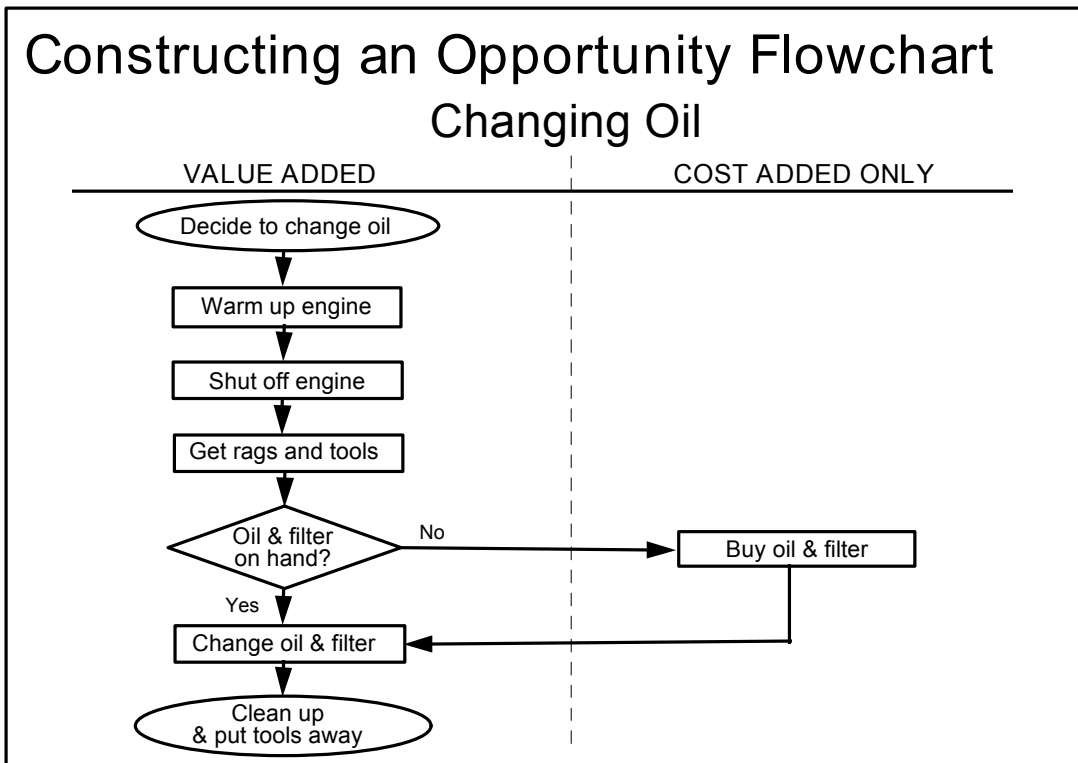 Constructing an Opportunity Flowchart
Changing Oil
VALUE ADDED
COST ADDED ONLY
Decide to change oil
Warm up engine
Shut off engine
Get rags and tools
Oil & filter
on hand?
No
Buy oil & filter
Yes
Change oil & filter
Clean up
& put tools away